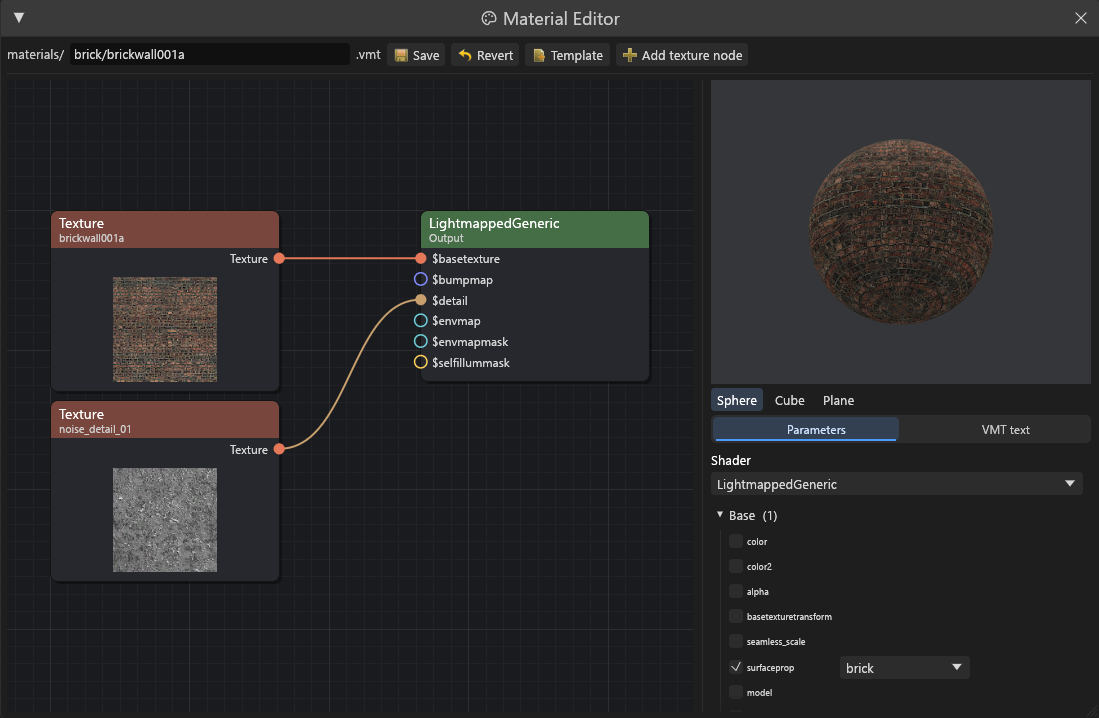 Material Editor
materials/ brick/brickwall001a .vmt Save Revert Template Add texture node
Texture
brickwall001a
Texture
Texture
noise_detail_01
Texture
LightmappedGeneric
Output
$basetexture
$bumpmap
$detail
$envmap
$envmapmask
$selfillummask
Sphere Cube Plane
Parameters VMT text
Shader
LightmappedGeneric
Base (1)
color
color2
alpha
basetexturetransform
seamless_scale
surfaceprop brick
model